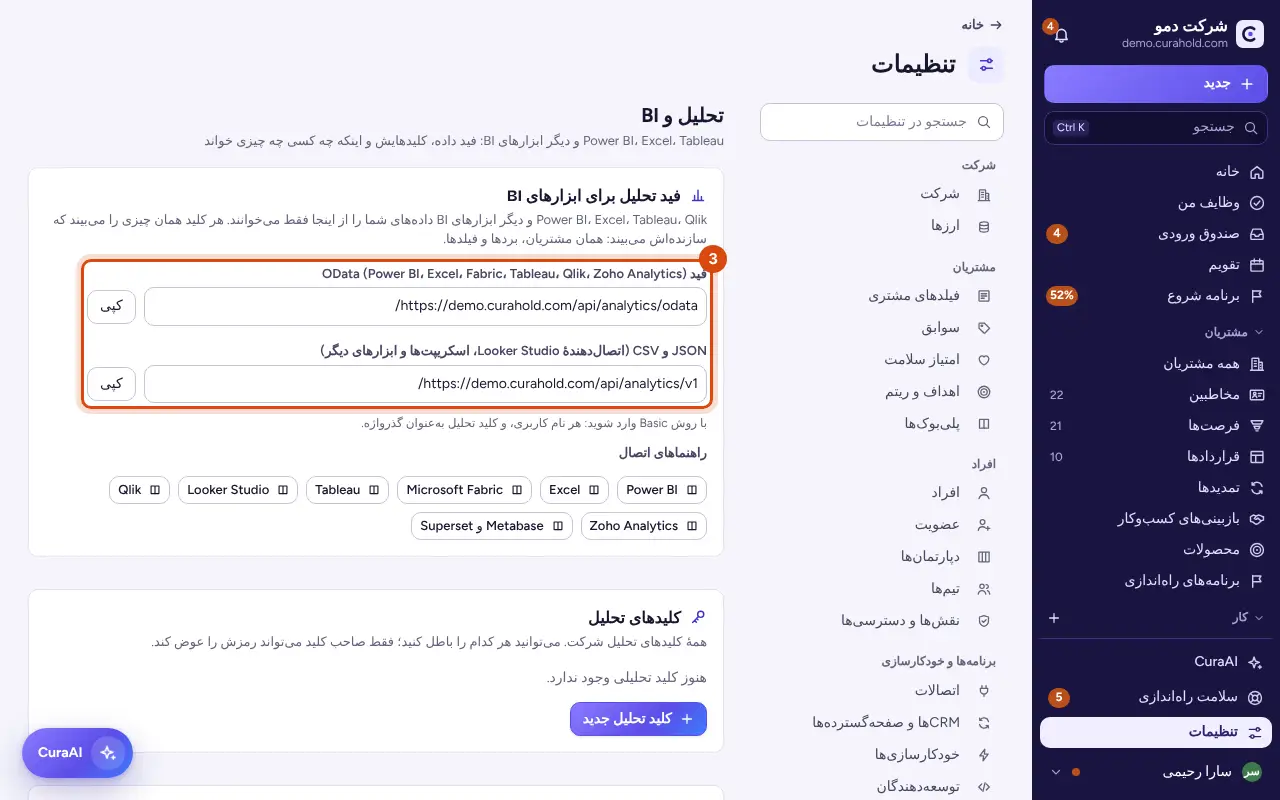 شرکت دمو
demo.curahold.com
4
جدید
جستجو
Ctrl K
خانه
وظایف من
صندوق ورودی
4
تقویم
برنامه شروع
52%
مشتریان
همه مشتریان
مخاطبین
22
فرصت‌ها
21
قراردادها
10
تمدیدها
بازبینی‌های کسب‌وکار
محصولات
برنامه‌های راه‌اندازی
کار
CuraAI
سلامت راه‌اندازی
5
تنظیمات
سارا رحیمی
سر
خانه
تنظیمات
جستجو در تنظیمات
شرکت
شرکت
ارزها
مشتریان
فیلدهای مشتری
سوابق
امتیاز سلامت
اهداف و ریتم
پلی‌بوک‌ها
افراد
افراد
عضویت
دپارتمان‌ها
تیم‌ها
نقش‌ها و دسترسی‌ها
برنامه‌ها و خودکارسازی
اتصالات
CRMها و صفحه‌گسترده‌ها
خودکارسازی‌ها
توسعه‌دهندگان
تحلیل و BI
Power BI، Excel، Tableau و دیگر ابزارهای BI: فید داده، کلیدهایش و اینکه چه کسی چه چیزی خواند
فید تحلیل برای ابزارهای BI
Power BI، Excel، Tableau، Qlik و دیگر ابزارهای BI داده‌های شما را از اینجا فقط می‌خوانند. هر کلید همان چیزی را می‌بیند که
سازنده‌اش می‌بیند: همان مشتریان، بردها و فیلدها.
3
فید OData (Power BI، Excel، Fabric، Tableau، Qlik، Zoho Analytics)
https://demo.curahold.com/api/analytics/odata/
کپی
JSON و CSV (اتصال‌دهندهٔ Looker Studio، اسکریپت‌ها و ابزارهای دیگر)
https://demo.curahold.com/api/analytics/v1/
کپی
با روش Basic وارد شوید: هر نام کاربری، و کلید تحلیل به‌عنوان گذرواژه.
راهنماهای اتصال
Power BI
Excel
Microsoft Fabric
Tableau
Looker Studio
Qlik
Zoho Analytics
Metabase و Superset
کلیدهای تحلیل
همهٔ کلیدهای تحلیل شرکت. می‌توانید هر کدام را باطل کنید؛ فقط صاحب کلید می‌تواند رمزش را عوض کند.
هنوز کلید تحلیلی وجود ندارد.
کلید تحلیل جدید
CuraAI